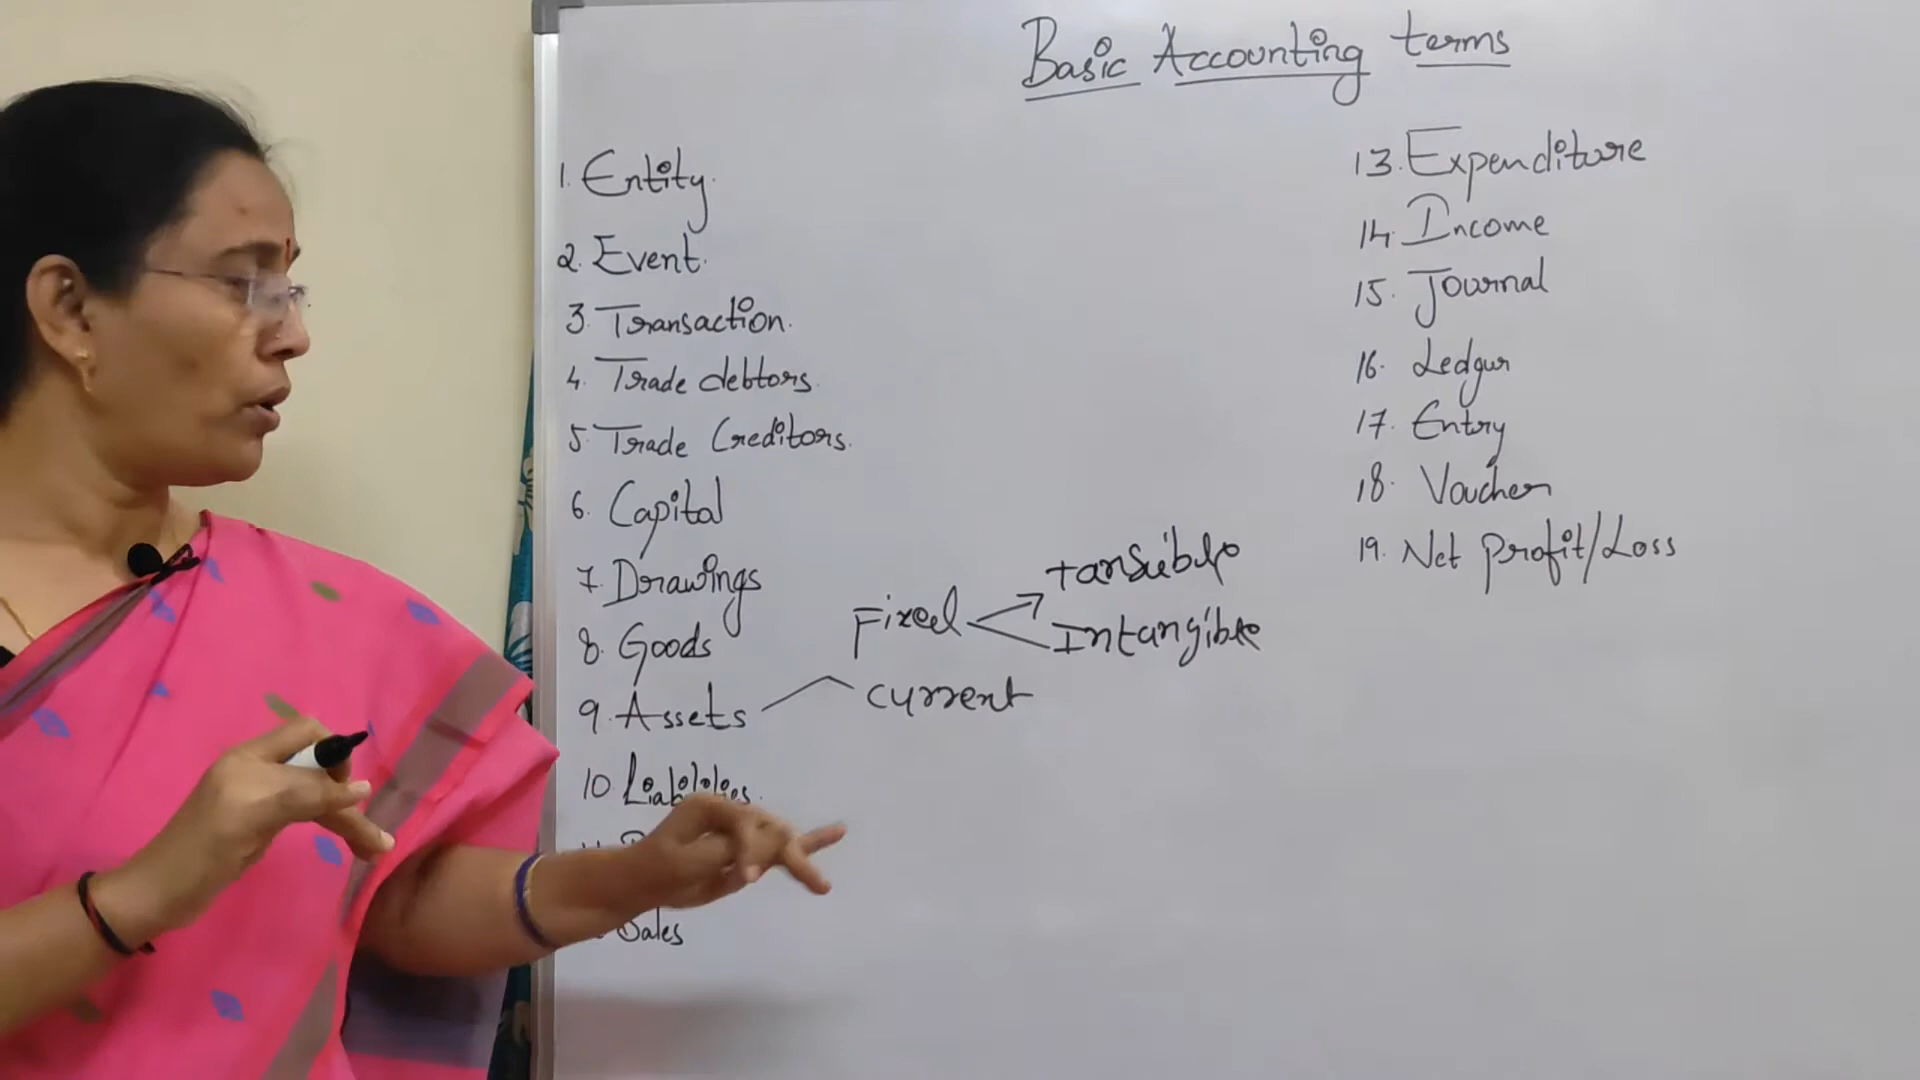 Basic Accounting terms
1. Entity.
2. Event.
3. Transaction.
4. Trade debtors.
5. Trade Creditors.
6. Capital
7. Drawings
8. Goods
9. Assets
Fixed
tansible
Intangible
current
10 Liabilities.
Sales
13. Expenditure
14. Income
15. Journal
16. Ledgur
17. Entry
18. Voucher
19. Net Profit/Loss